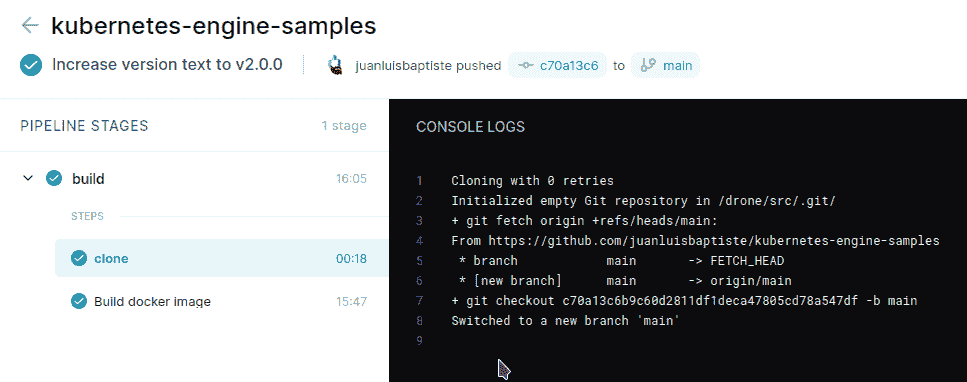 kubernetes-engine-samples
Increase version text to v2.0.0 juanluisbaptiste pushed c70a13c6 to main
PIPELINE STAGES 1 stage
build 16:05
STEPS
clone 00:18
Build docker image 15:47
CONSOLE LOGS
1 Cloning with 0 retries
2 Initialized empty Git repository in /drone/src/.git/
3 + git fetch origin +refs/heads/main:
4 From https://github.com/juanluisbaptiste/kubernetes-engine-samples
5 * branch main -> FETCH_HEAD
6 * [new branch] main -> origin/main
7 + git checkout c70a13c6b9c60d2811df1deca47805cd78a547df -b main
8 Switched to a new branch 'main'
9